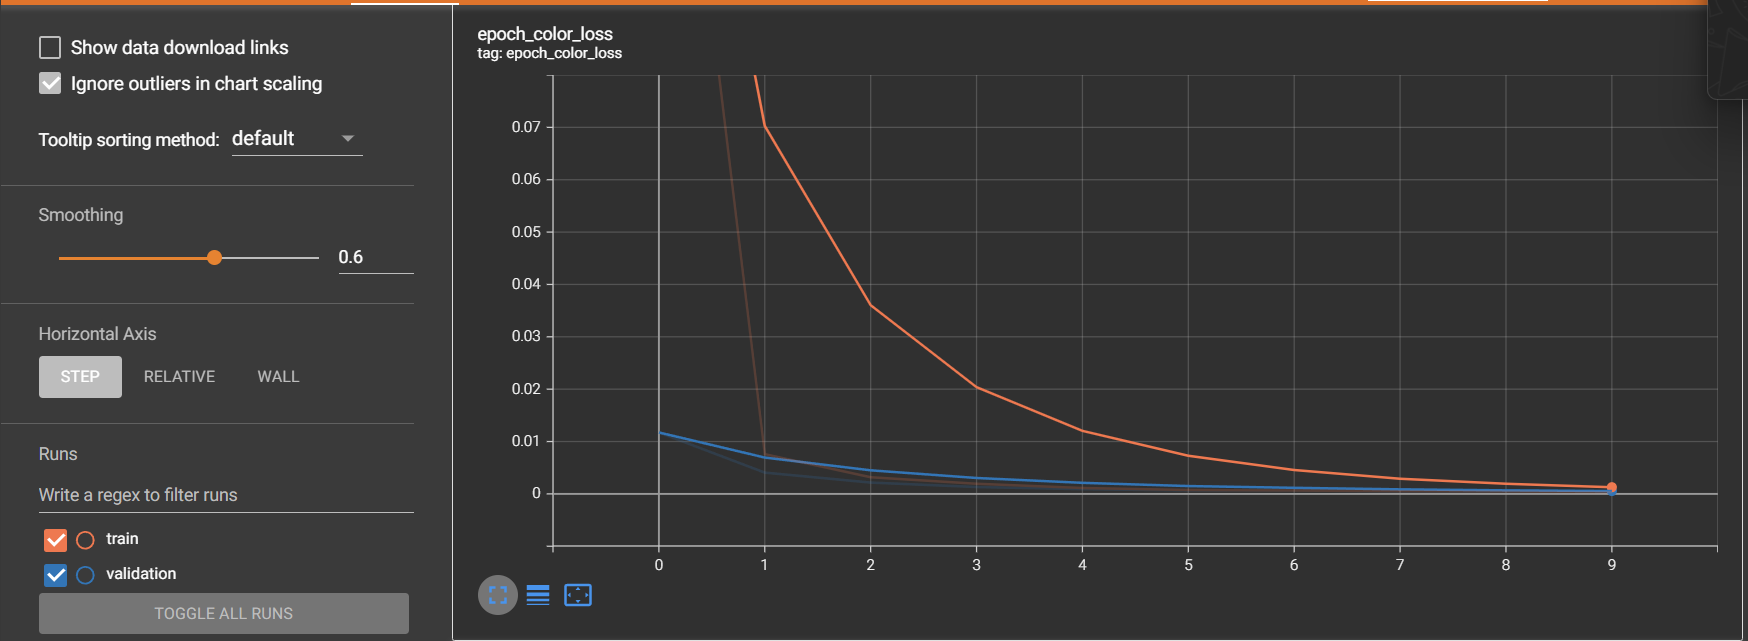 Show data download links
Ignore outliers in chart scaling
Tooltip sorting method: default
Smoothing
0.6
Horizontal Axis
STEP RELATIVE WALL
Runs
Write a regex to filter runs
train
validation
TOGGLE ALL RUNS
epoch_color_loss
tag: epoch_color_loss
0.07
0.06
0.05
0.04
0.03
0.02
0.01
0
0 1 2 3 4 5 6 7 8 9